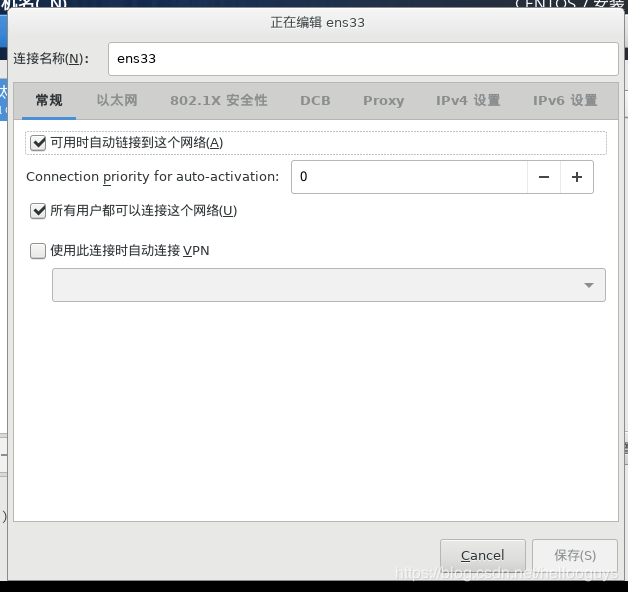 机名(N)
CENTOS 7 安装
正在编辑 ens33
连接名称(N)： ens33
常规 以太网 802.1X 安全性 DCB Proxy IPv4 设置 IPv6 设置
可用时自动链接到这个网络(A)
Connection priority for auto-activation: 0
所有用户都可以连接这个网络(U)
使用此连接时自动连接 VPN
Cancel 保存(S)
https://blog.csdn.net/helloguys